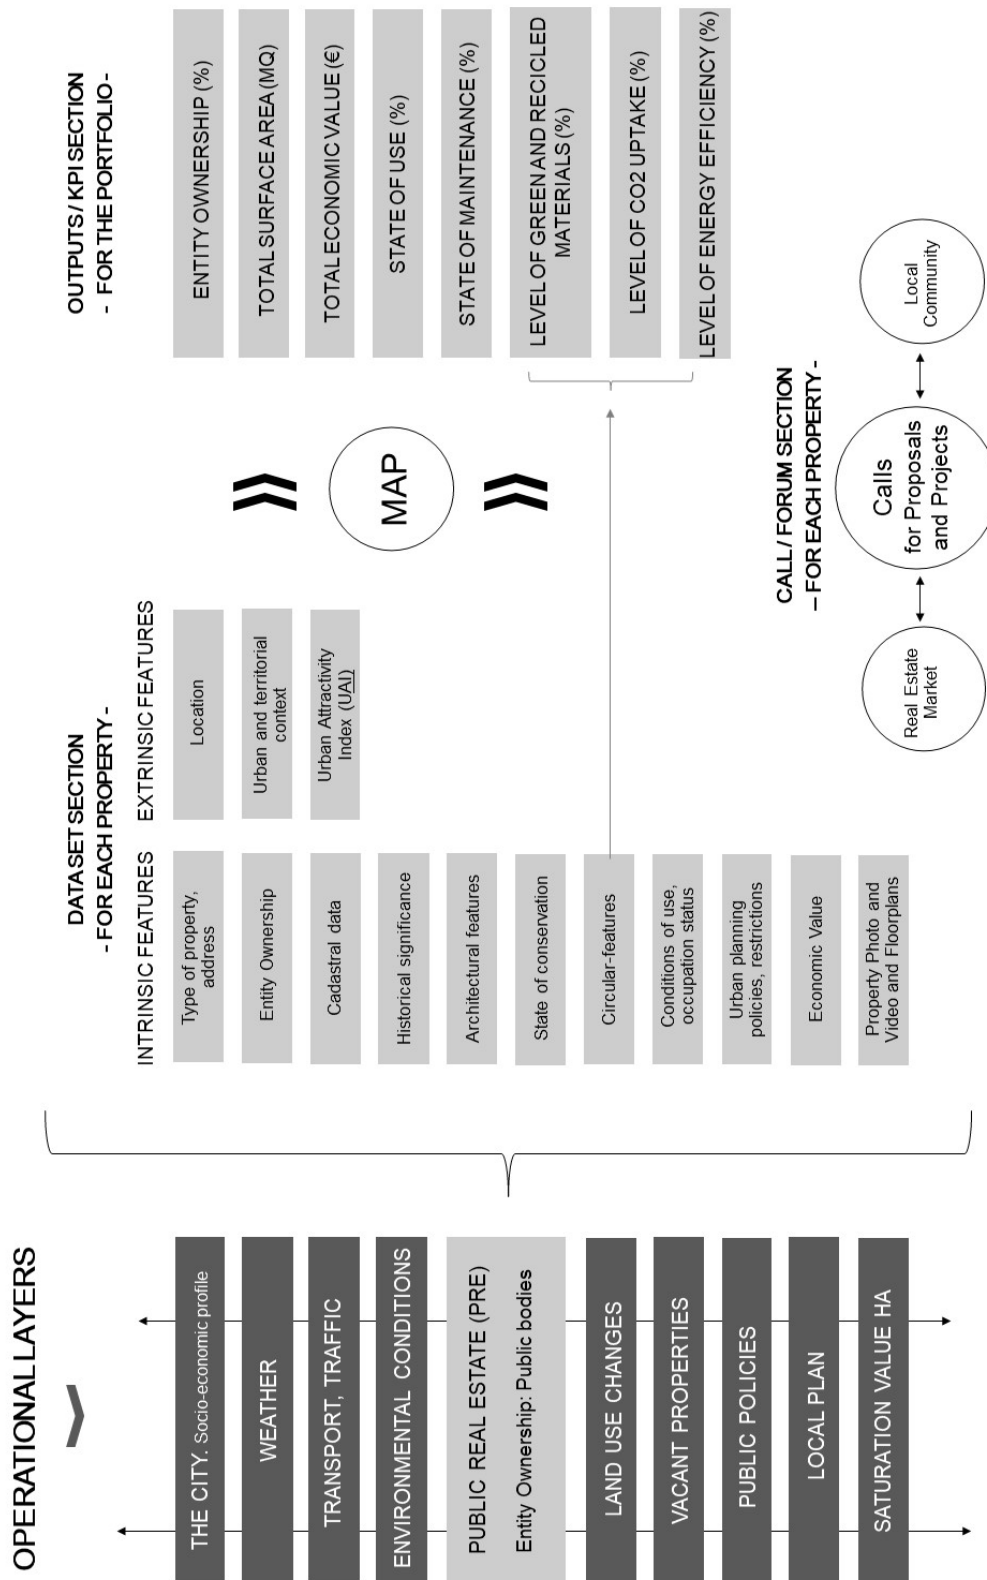 OPERATIONAL LAYERS
THE CITY. Socio-economic profile
WEATHER
TRANSPORT, TRAFFIC
ENVIRONMENTAL CONDITIONS
PUBLIC REAL ESTATE (PRE)
Entity Ownership: Public bodies
LAND USE CHANGES
VACANT PROPERTIES
PUBLIC POLICIES
LOCAL PLAN
SATURATION VALUE HA
DATASET SECTION
- FOR EACH PROPERTY -
INTRINSIC FEATURES
Type of property,
address
Entity Ownership
Cadastral data
Historical significance
Architectural features
State of conservation
Circular-features
Conditions of use,
occupation status
Urban planning
policies, restrictions
Economic Value
Property Photo and
Video and Floorplans
EXTRINSIC FEATURES
Location
Urban and territorial
context
Urban Attractivity
Index (UAI)
MAP
OUTPUTS / KPI SECTION
- FOR THE PORTFOLIO -
ENTITY OWNERSHIP (%)
TOTAL SURFACE AREA (MQ)
TOTAL ECONOMIC VALUE (€)
STATE OF USE (%)
STATE OF MAINTENANCE (%)
LEVEL OF GREEN AND RECICLED
MATERIALS (%)
LEVEL OF CO2 UPTAKE (%)
LEVEL OF ENERGY EFFICIENCY (%)
CALL / FORUM SECTION
– FOR EACH PROPERTY -
Real Estate
Market
Calls
for Proposals
and Projects
Local
Community